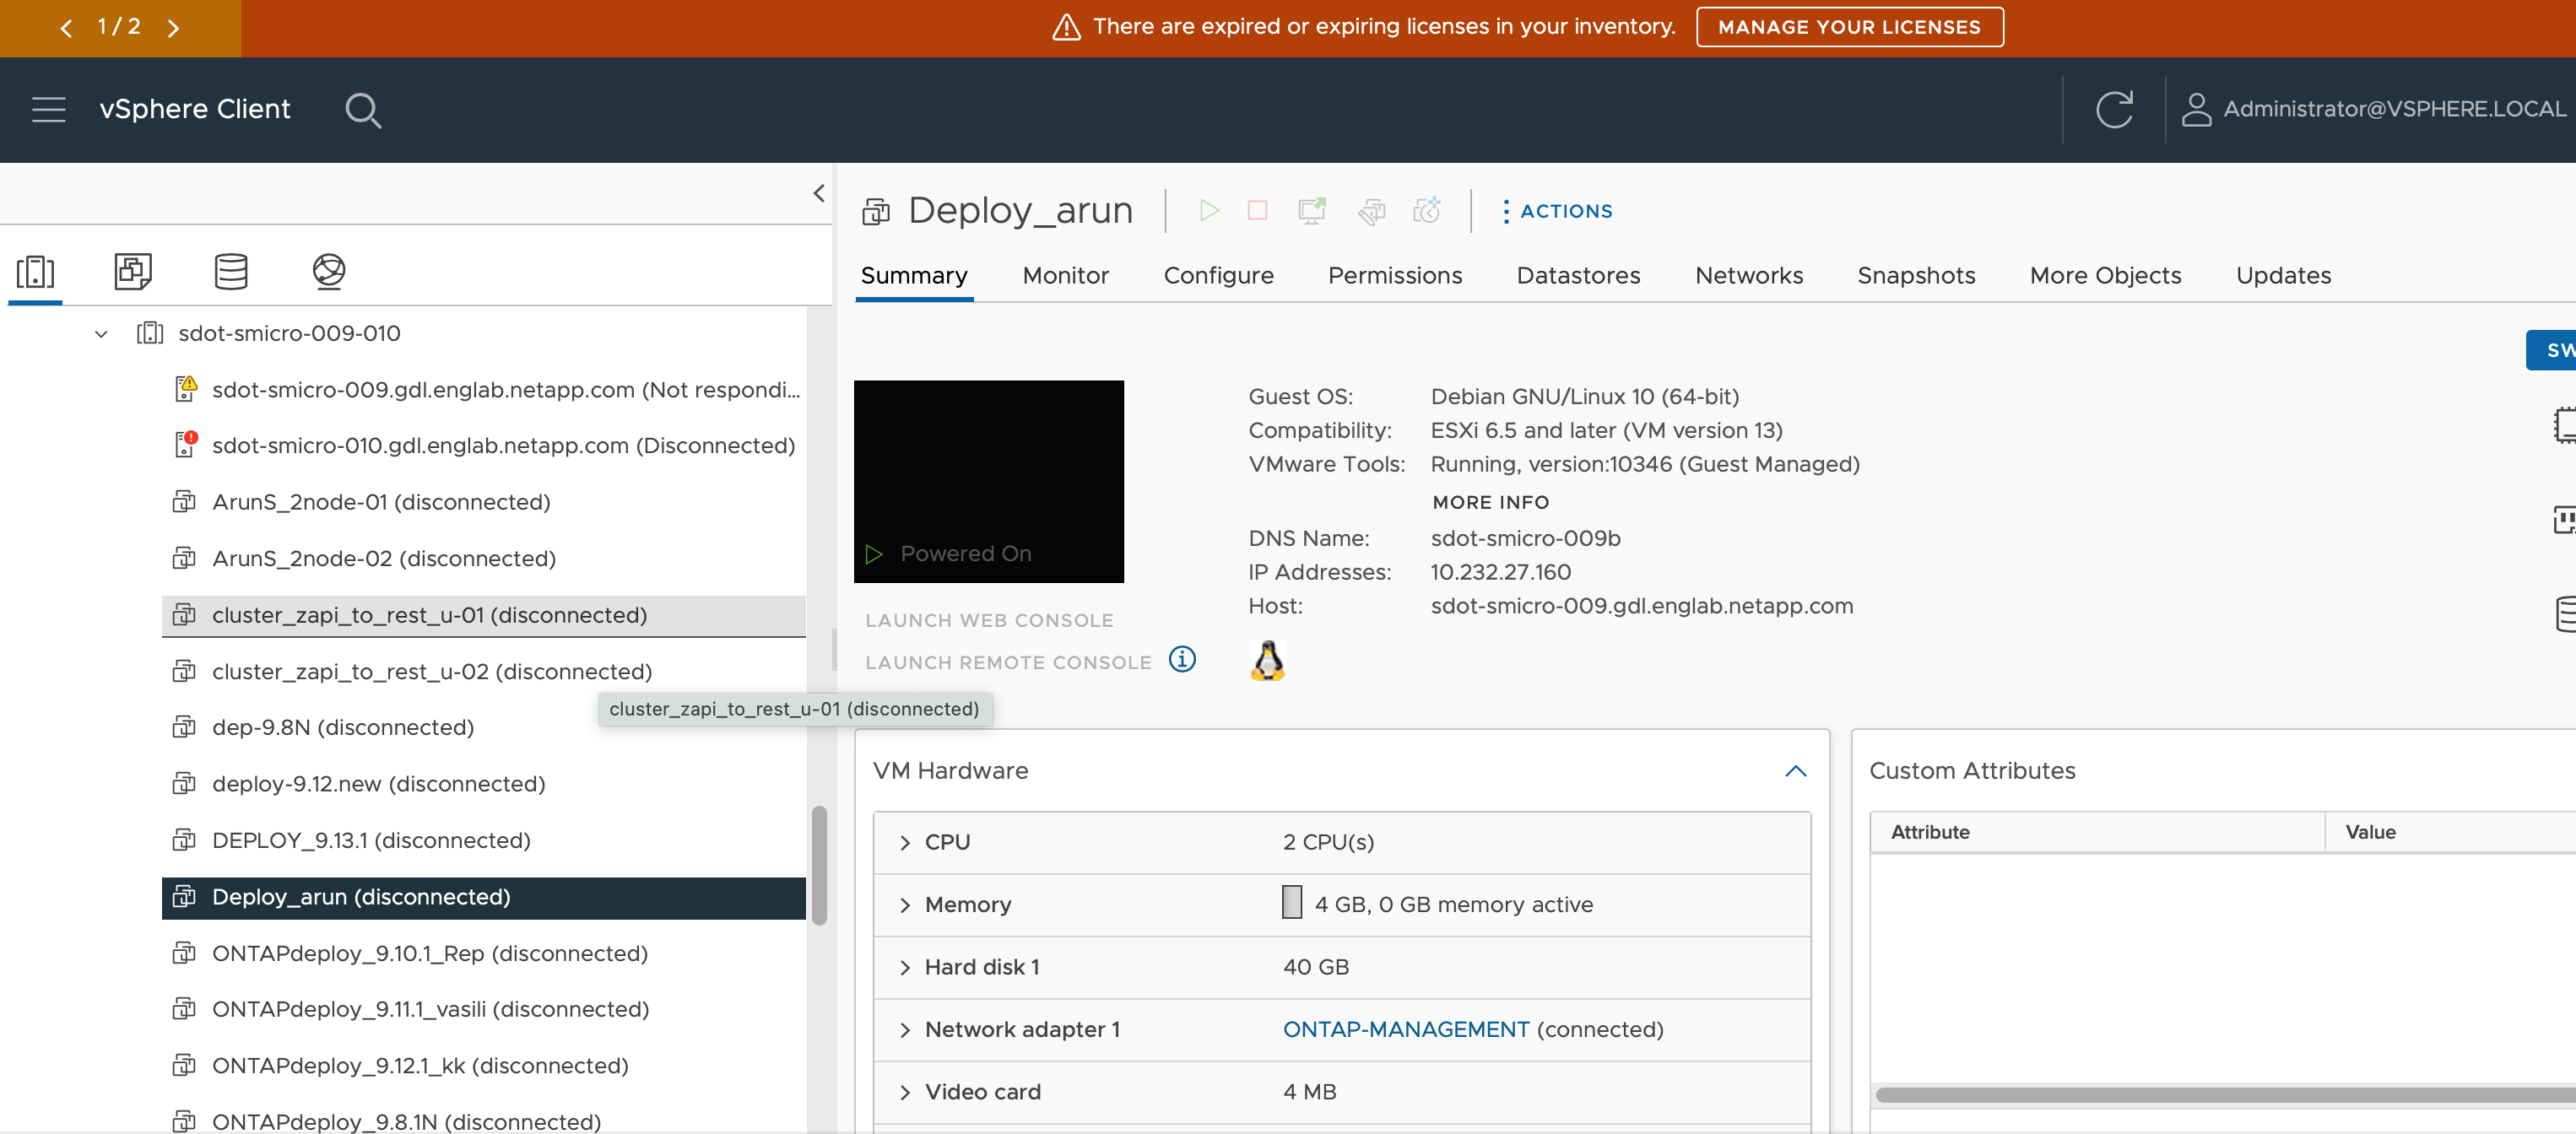 1 / 2
There are expired or expiring licenses in your inventory.
MANAGE YOUR LICENSES
vSphere Client
Administrator@VSPHERE.LOCAL
Deploy_arun
ACTIONS
Summary Monitor Configure Permissions Datastores Networks Snapshots More Objects Updates
sdot-smicro-009-010
sdot-smicro-009.gdl.englab.netapp.com (Not respondi...
sdot-smicro-010.gdl.englab.netapp.com (Disconnected)
ArunS_2node-01 (disconnected)
ArunS_2node-02 (disconnected)
cluster_zapi_to_rest_u-01 (disconnected)
cluster_zapi_to_rest_u-02 (disconnected)
cluster_zapi_to_rest_u-01 (disconnected)
dep-9.8N (disconnected)
deploy-9.12.new (disconnected)
DEPLOY_9.13.1 (disconnected)
Deploy_arun (disconnected)
ONTAPdeploy_9.10.1_Rep (disconnected)
ONTAPdeploy_9.11.1_vasili (disconnected)
ONTAPdeploy_9.12.1_kk (disconnected)
ONTAPdeploy_9.8.1N (disconnected)
SW
Powered On
LAUNCH WEB CONSOLE
LAUNCH REMOTE CONSOLE
Guest OS: Debian GNU/Linux 10 (64-bit)
Compatibility: ESXi 6.5 and later (VM version 13)
VMware Tools: Running, version:10346 (Guest Managed)
MORE INFO
DNS Name: sdot-smicro-009b
IP Addresses: 10.232.27.160
Host: sdot-smicro-009.gdl.englab.netapp.com
VM Hardware
CPU 2 CPU(s)
Memory 4 GB, 0 GB memory active
Hard disk 1 40 GB
Network adapter 1 ONTAP-MANAGEMENT (connected)
Video card 4 MB
Custom Attributes
Attribute Value